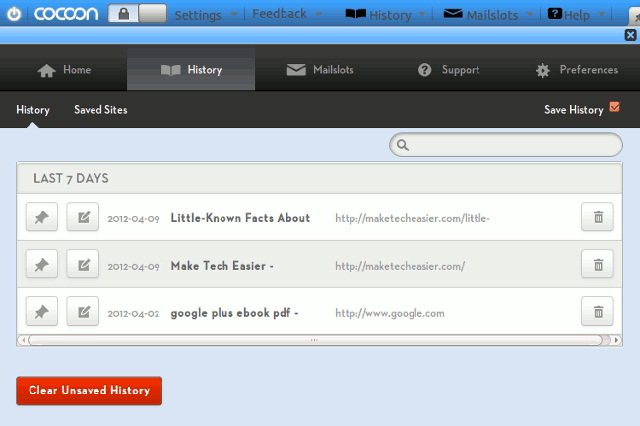 COCOON Settings Feedback History Mailslots Help
Home History Mailslots Support Preferences
History Saved Sites Save History
LAST 7 DAYS
2012-04-09 Little-Known Facts About http://maketecheasier.com/little-
2012-04-09 Make Tech Easier - http://maketecheasier.com/
2012-04-02 google plus ebook pdf - http://www.google.com
Clear Unsaved History